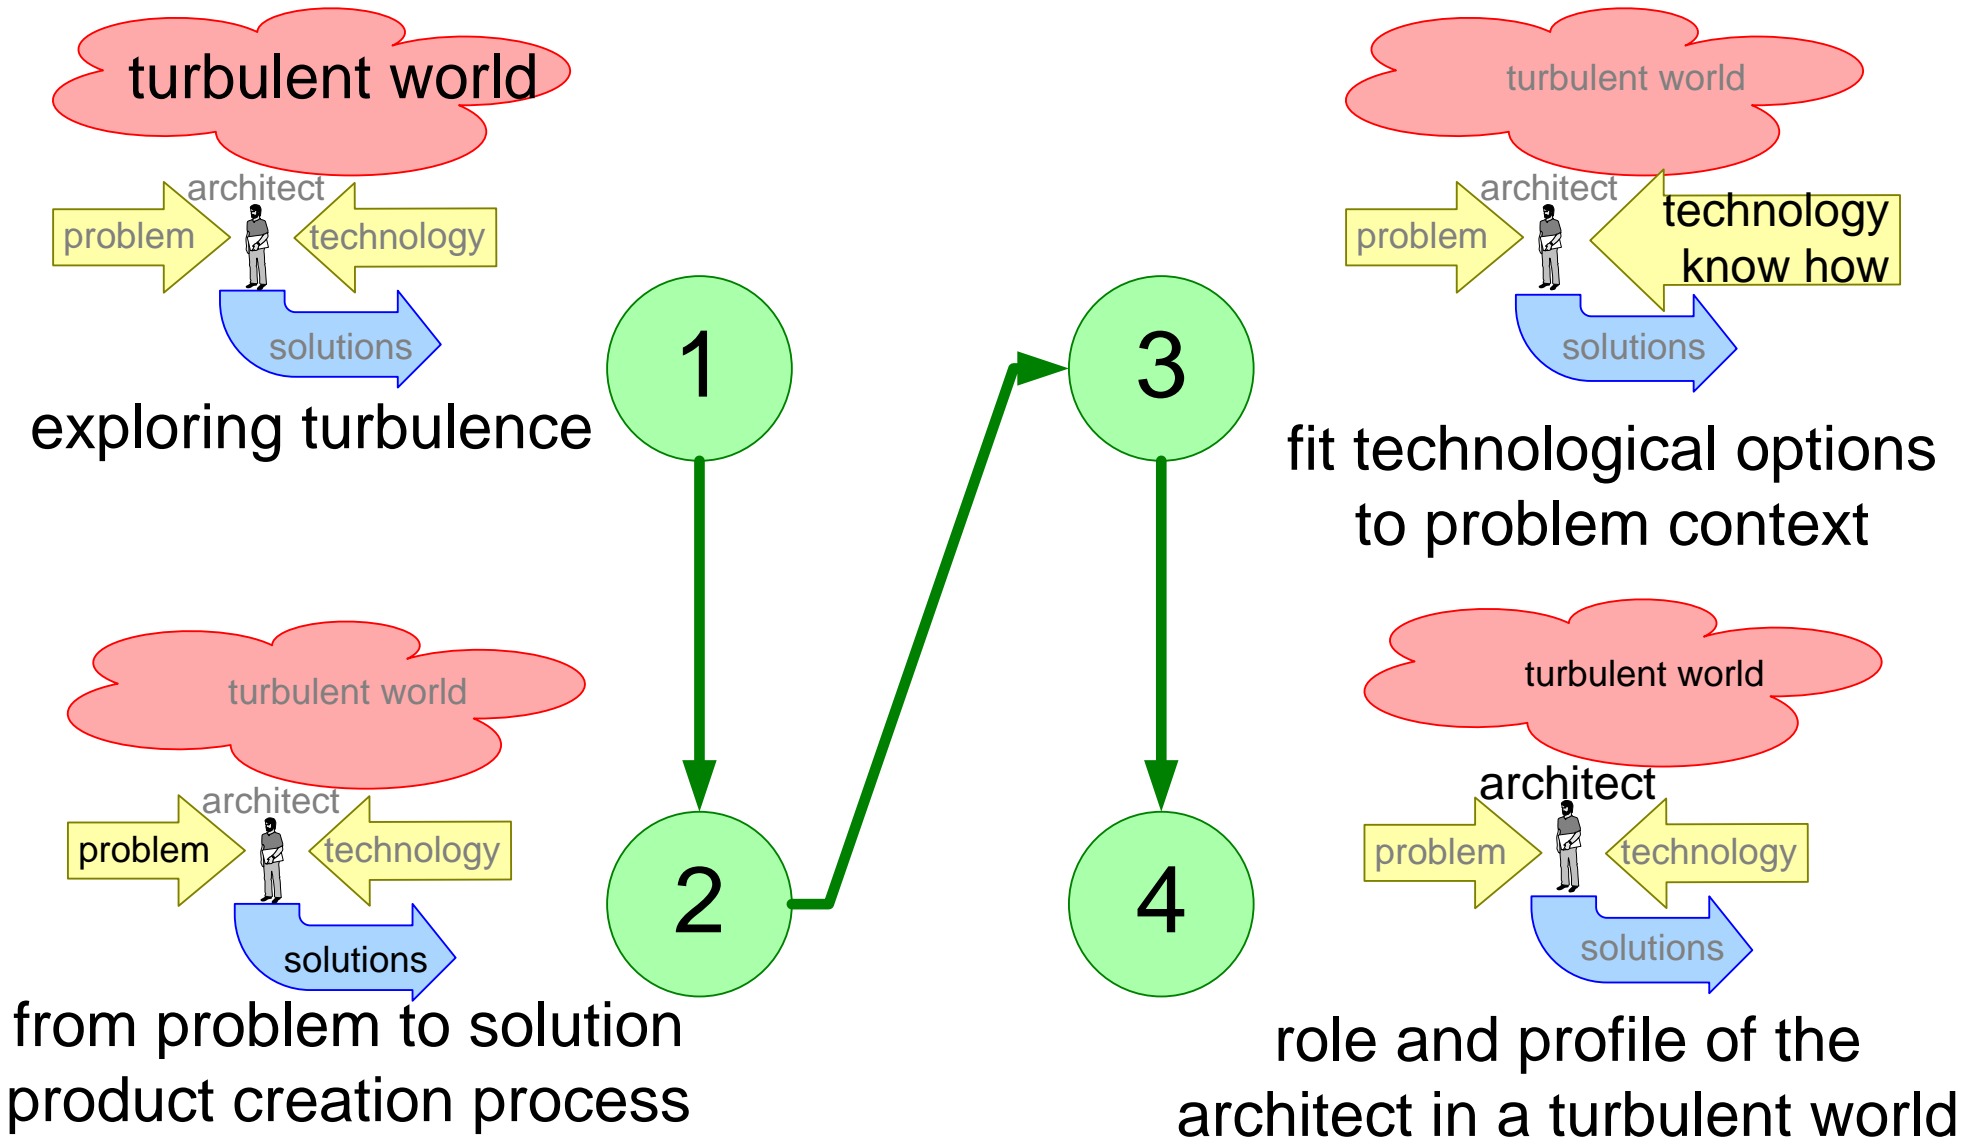 turbulent world
architect
problem
technology
solutions
exploring turbulence
1
turbulent world
architect
problem
technology
solutions
from problem to solution
product creation process
2
turbulent world
architect
problem
technology
know how
solutions
fit technological options
to problem context
3
turbulent world
architect
problem
technology
solutions
role and profile of the
architect in a turbulent world
4